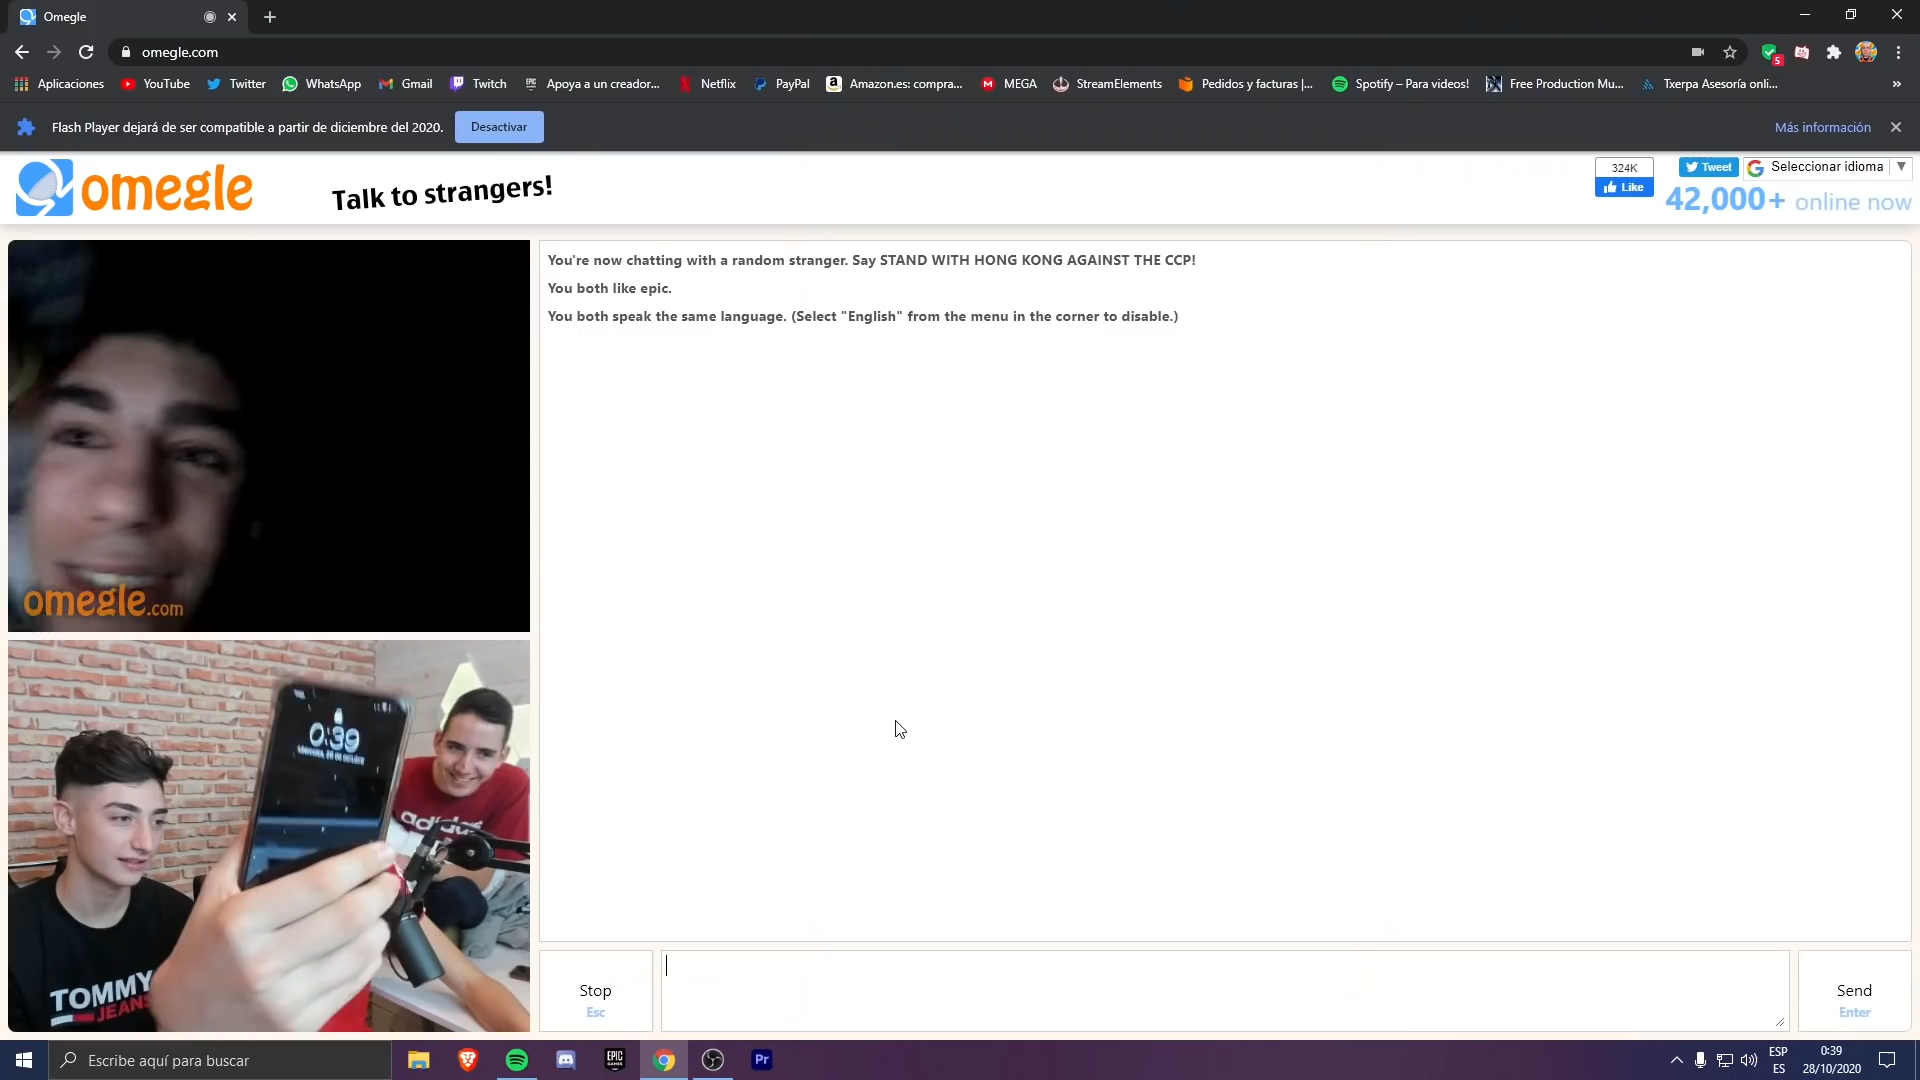 Omegle
omegle.com
Aplicaciones
YouTube
Twitter
WhatsApp
Gmail
Twitch
Apoya a un creador...
Netflix
PayPal
Amazon.es: compra...
MEGA
StreamElements
Pedidos y facturas |...
Spotify – Para videos!
Free Production Mu...
Txerpa Asesoría onli...
»
5
Flash Player dejará de ser compatible a partir de diciembre del 2020.
Desactivar
Más información
omegle
Talk to strangers!
324K
Like
Tweet
Seleccionar idioma
42,000+ online now
You're now chatting with a random stranger. Say STAND WITH HONG KONG AGAINST THE CCP!
You both like epic.
You both speak the same language. (Select "English" from the menu in the corner to disable.)
omegle.com
0:39
adidas
TOMMY
JEANS
Stop
Esc
Send
Enter
Escribe aquí para buscar
EPIC
GAMES
Pr
ESP
ES
0:39
28/10/2020